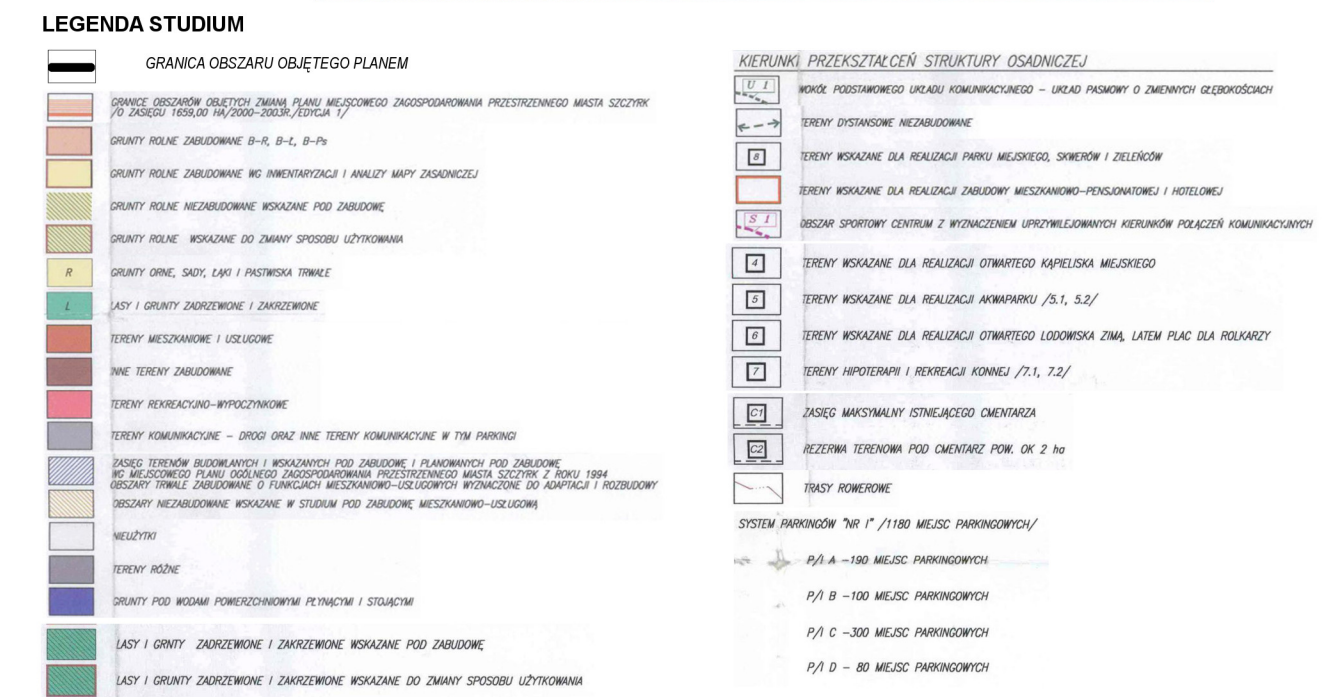 LEGENDA STUDIUM
GRANICA OBSZARU OBJĘTEGO PLANEM
GRANICE OBSZARÓW OBJĘTYCH ZMIANĄ PLANU MIEJSCOWEGO ZAGOSPODAROWANIA PRZESTRZENNEGO MIASTA SZCZYRK
/O ZASIĘGU 1659,00 HA/2000-2003R./EDYCJA 1/
GRUNTY ROLNE ZABUDOWANE B-R, B-Ł, B-Ps
GRUNTY ROLNE ZABUDOWANE WG INWENTARYZACJI I ANALIZY MAPY ZASADNICZEJ
GRUNTY ROLNE NIEZABUDOWANE WSKAZANE POD ZABUDOWĘ
GRUNTY ROLNE WSKAZANE DO ZMIANY SPOSOBU UŻYTKOWANIA
R GRUNTY ORNE, SADY, ŁĄKI I PASTWISKA TRWAŁE
L LASY I GRUNTY ZADRZEWIONE I ZAKRZEWIONE
TERENY MIESZKANIOWE I USŁUGOWE
INNE TERENY ZABUDOWANE
TERENY REKREACYJNO-WYPOCZYNKOWE
TERENY KOMUNIKACYJNE – DROGI ORAZ INNE TERENY KOMUNIKACYJNE W TYM PARKINGI
ZASIĘG TERENÓW BUDOWLANYCH I WSKAZANYCH POD ZABUDOWĘ I PLANOWANYCH POD ZABUDOWĘ
WG MIEJSCOWEGO PLANU OGÓLNEGO ZAGOSPODAROWANIA PRZESTRZENNEGO MIASTA SZCZYRK Z ROKU 1994
OBSZARY TRWALE ZABUDOWANE O FUNKCJACH MIESZKANIOWO-USŁUGOWYCH WYZNACZONE DO ADAPTACJI I ROZBUDOWY
OBSZARY NIEZABUDOWANE WSKAZANE W STUDIUM POD ZABUDOWĘ MIESZKANIOWO-USŁUGOWĄ
NIEUŻYTKI
TERENY RÓŻNE
GRUNTY POD WODAMI POWIERZCHNIOWYMI PŁYNĄCYMI I STOJĄCYMI
LASY I GRNTY ZADRZEWIONE I ZAKRZEWIONE WSKAZANE POD ZABUDOWĘ
LASY I GRUNTY ZADRZEWIONE I ZAKRZEWIONE WSKAZANE DO ZMIANY SPOSOBU UŻYTKOWANIA
KIERUNKI PRZEKSZTAŁCEŃ STRUKTURY OSADNICZEJ
U 1 WOKÓŁ PODSTAWOWEGO UKŁADU KOMUNIKACYJNEGO – UKŁAD PASMOWY O ZMIENNYCH GŁĘBOKOŚCIACH
TERENY DYSTANSOWE NIEZABUDOWANE
8 TERENY WSKAZANE DLA REALIZACJI PARKU MIEJSKIEGO, SKWERÓW I ZIELEŃCÓW
TERENY WSKAZANE DLA REALIZACJI ZABUDOWY MIESZKANIOWO-PENSJONATOWEJ I HOTELOWEJ
S 1 OBSZAR SPORTOWY CENTRUM Z WYZNACZENIEM UPRZYWILEJOWANYCH KIERUNKÓW POŁĄCZEŃ KOMUNIKACYJNYCH
4 TERENY WSKAZANE DLA REALIZACJI OTWARTEGO KĄPIELISKA MIEJSKIEGO
5 TERENY WSKAZANE DLA REALIZACJI AKWAPARKU /5.1, 5.2/
6 TERENY WSKAZANE DLA REALIZACJI OTWARTEGO LODOWISKA ZIMĄ, LATEM PLAC DLA ROLKARZY
7 TERENY HIPOTERAPII I REKREACJI KONNEJ /7.1, 7.2/
C1 ZASIĘG MAKSYMALNY ISTNIEJĄCEGO CMENTARZA
C2 REZERWA TERENOWA POD CMENTARZ POW. OK 2 ha
TRASY ROWEROWE
SYSTEM PARKINGÓW "NR I" /1180 MIEJSC PARKINGOWYCH/
P/I A -190 MIEJSC PARKINGOWYCH
P/I B -100 MIEJSC PARKINGOWYCH
P/I C -300 MIEJSC PARKINGOWYCH
P/I D - 80 MIEJSC PARKINGOWYCH